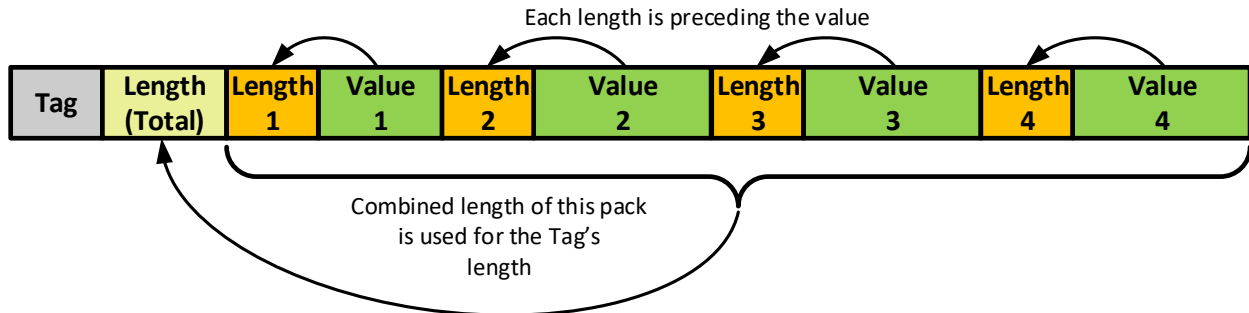 Each length is preceding the value
Tag
Length
(Total)
Length
1
Value
1
Length
2
Value
2
Length
3
Value
3
Length
4
Value
4
Combined length of this pack
is used for the Tag's
length